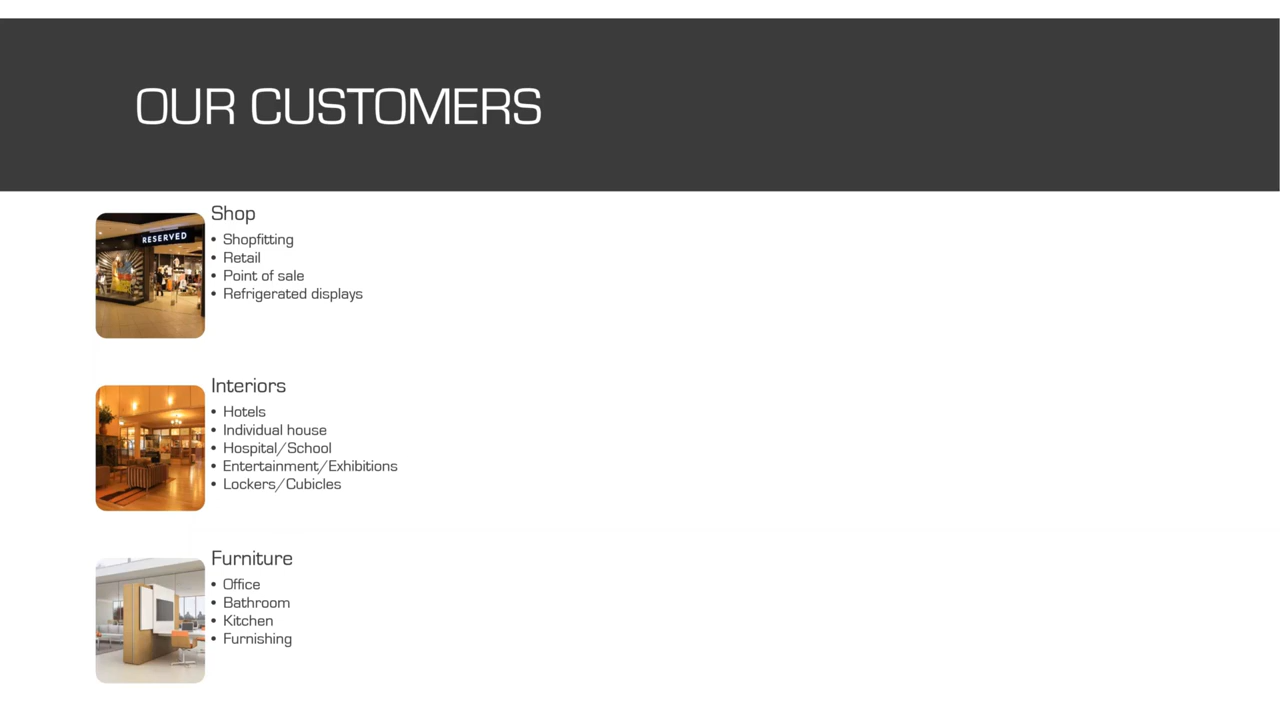 OUR CUSTOMERS
RESERVED
Shop
• Shopfitting
• Retail
• Point of sale
• Refrigerated displays
Interiors
• Hotels
• Individual house
• Hospital/School
• Entertainment/Exhibitions
• Lockers/Cubicles
Furniture
• Office
• Bathroom
• Kitchen
• Furnishing